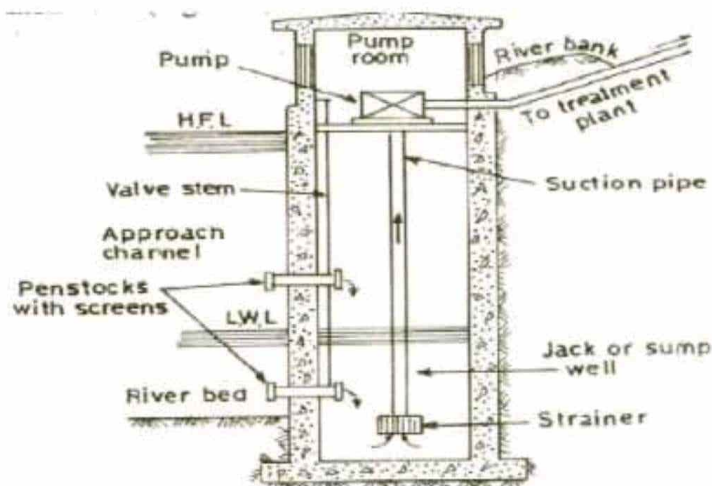 Pump
room
Pump
River bank
To treatment
plant
H.F.L
Valve stem
Suction pipe
Approach
channel
Penstocks
with screens
L.W.L
Jack or sump
well
River bed
Strainer